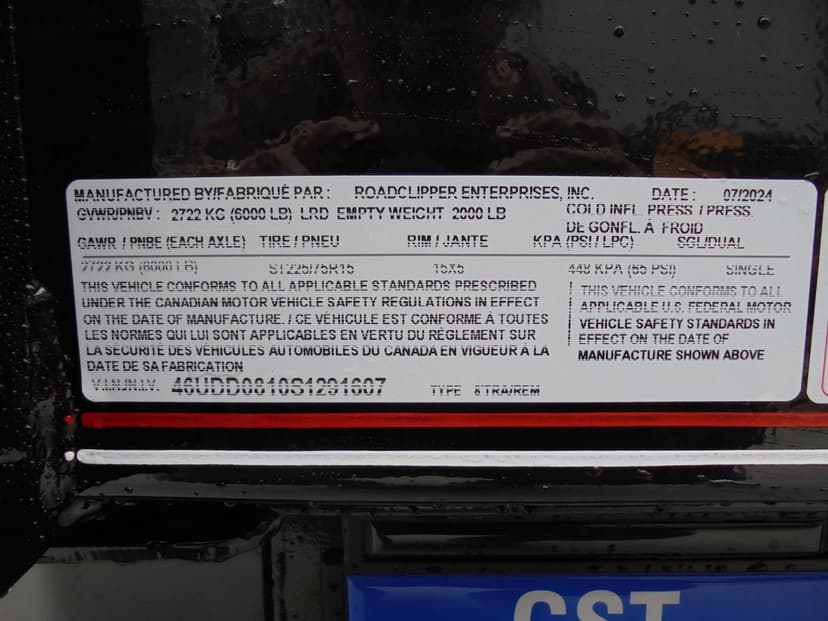 MANUFACTURED BY/FABRIQUÉ PAR : ROADCLIPPER ENTERPRISES, INC. DATE : 07/2024
GVWR/PNBV : 2722 KG (6000 LB) LRD EMPTY WEIGHT 2000 LB COLD INFL. PRESS / PRESS.
DE GONFL. À FROID
GAWR / PNBE (EACH AXLE) TIRE / PNEU RIM / JANTE KPA (PSI / LPC) SGL/DUAL
2722 KG (6000 LB) ST225/75R15 15X5 448 KPA (65 PSI) SINGLE
THIS VEHICLE CONFORMS TO ALL APPLICABLE STANDARDS PRESCRIBED
UNDER THE CANADIAN MOTOR VEHICLE SAFETY REGULATIONS IN EFFECT
ON THE DATE OF MANUFACTURE. / CE VÉHICULE EST CONFORME À TOUTES
LES NORMES QUI LUI SONT APPLICABLES EN VERTU DU RÈGLEMENT SUR
LA SÉCURITÉ DES VÉHICULES AUTOMOBILES DU CANADA EN VIGUEUR À LA
DATE DE SA FABRICATION
THIS VEHICLE CONFORMS TO ALL
APPLICABLE U.S. FEDERAL MOTOR
VEHICLE SAFETY STANDARDS IN
EFFECT ON THE DATE OF
MANUFACTURE SHOWN ABOVE
V.I.N./N.I.V. 46UDD0810S1291607 TYPE TRA/REM